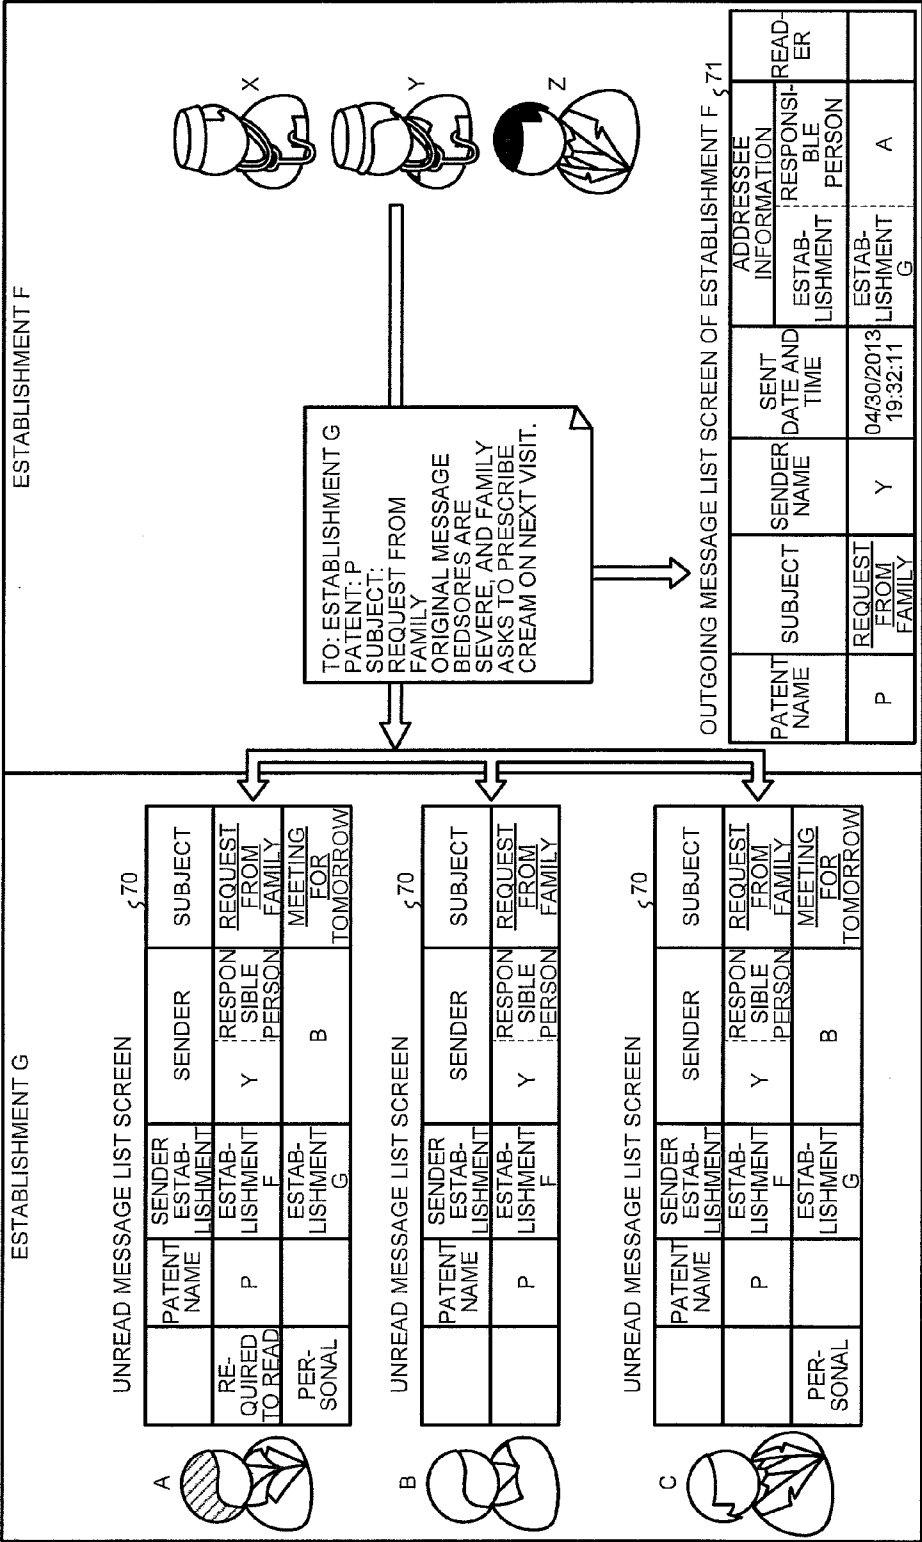 ESTABLISHMENT G
UNREAD MESSAGE LIST SCREEN
70
A
PATENT
NAME
SENDER
ESTAB-
LISHMENT
SENDER
SUBJECT
RE-
QUIRED
TO READ
P
ESTAB-
LISHMENT
F
Y
RESPON
SIBLE
PERSON
REQUEST
FROM
FAMILY
PER-
SONAL
ESTAB-
LISHMENT
G
B
MEETING
FOR
TOMORROW
UNREAD MESSAGE LIST SCREEN
70
B
PATENT
NAME
SENDER
ESTAB-
LISHMENT
SENDER
SUBJECT
P
ESTAB-
LISHMENT
F
Y
RESPON
SIBLE
PERSON
REQUEST
FROM
FAMILY
UNREAD MESSAGE LIST SCREEN
70
C
PATENT
NAME
SENDER
ESTAB-
LISHMENT
SENDER
SUBJECT
P
ESTAB-
LISHMENT
F
Y
RESPON
SIBLE
PERSON
REQUEST
FROM
FAMILY
PER-
SONAL
ESTAB-
LISHMENT
G
B
MEETING
FOR
TOMORROW
ESTABLISHMENT F
X
Y
Z
TO: ESTABLISHMENT G
PATENT: P
SUBJECT:
REQUEST FROM
FAMILY
ORIGINAL MESSAGE
BEDSORES ARE
SEVERE, AND FAMILY
ASKS TO PRESCRIBE
CREAM ON NEXT VISIT.
OUTGOING MESSAGE LIST SCREEN OF ESTABLISHMENT F
71
PATENT
NAME
SUBJECT
SENDER
NAME
SENT
DATE AND
TIME
ADDRESSEE
INFORMATION
ESTAB-
LISHMENT
RESPONSI-
BLE
PERSON
READ-
ER
P
REQUEST
FROM
FAMILY
Y
04/30/2013
19:32:11
ESTAB-
LISHMENT
G
A